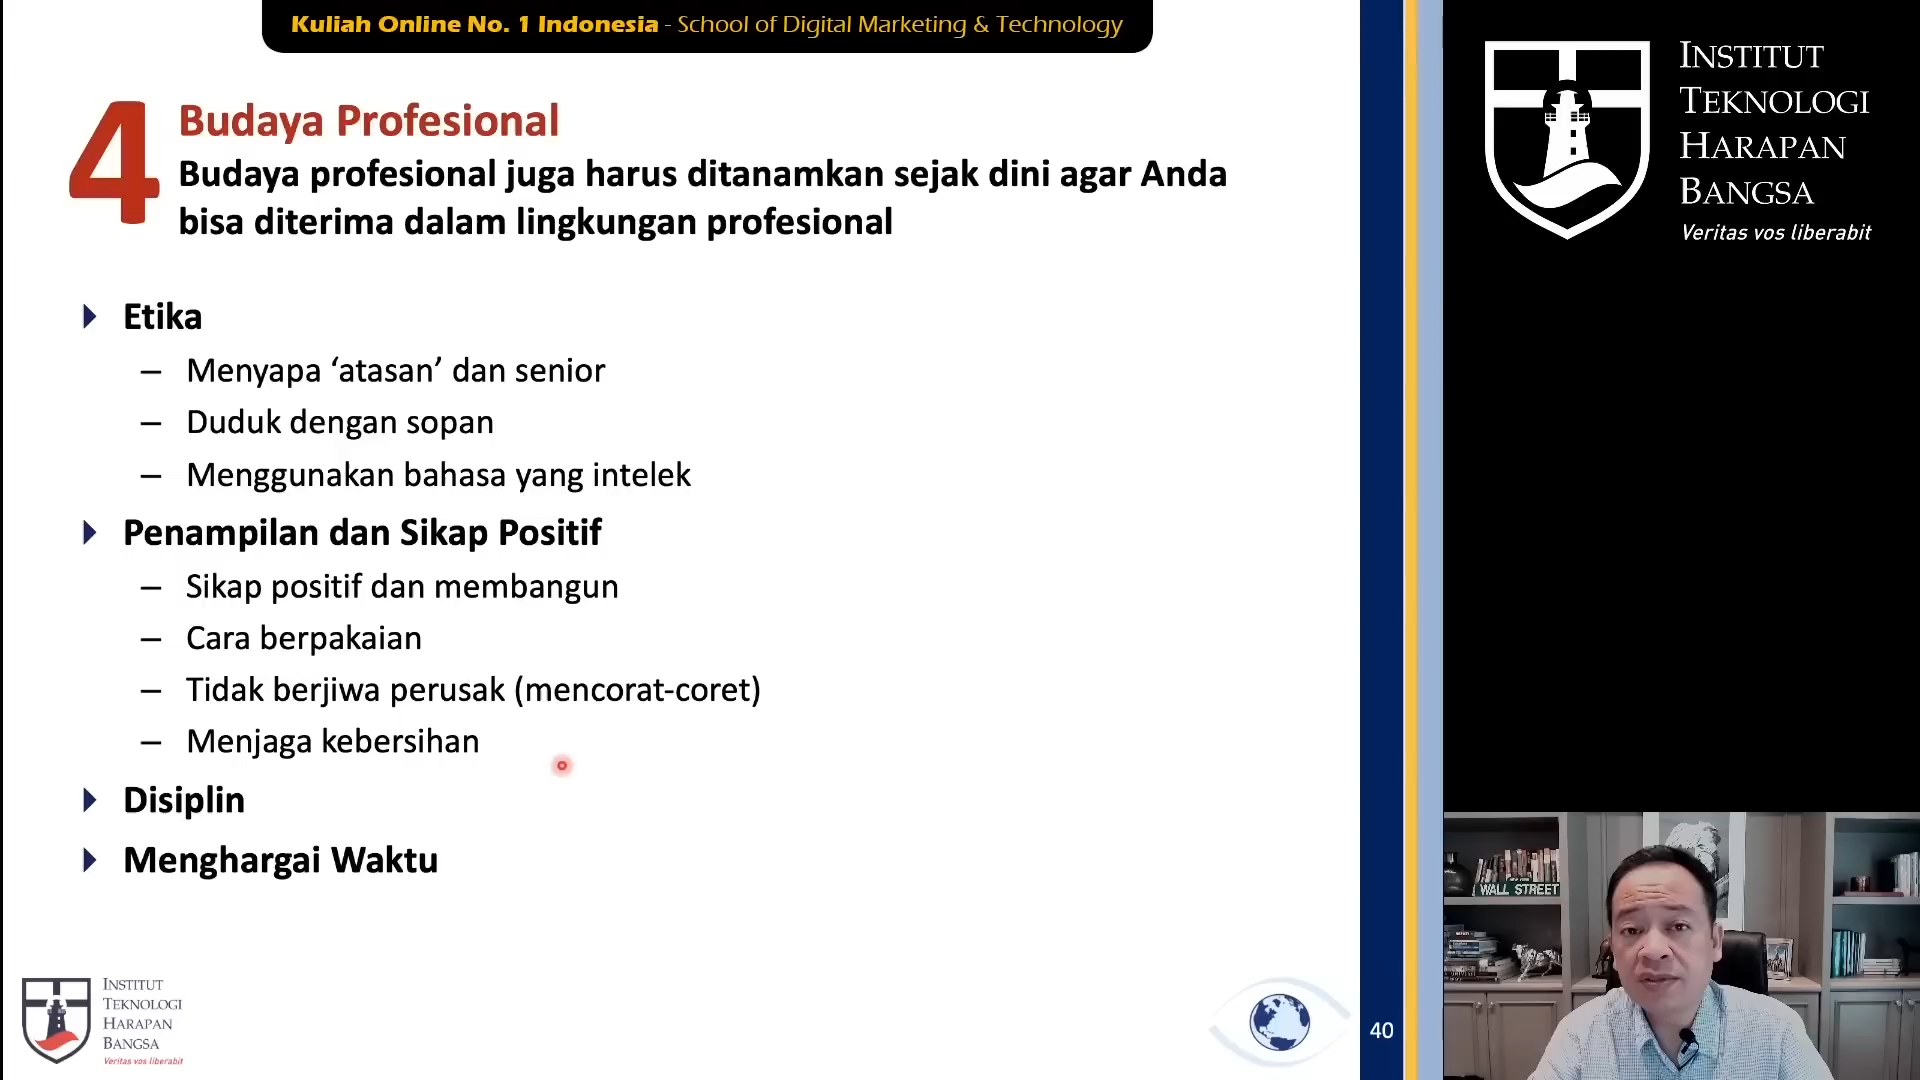 Kuliah Online No. 1 Indonesia - School of Digital Marketing & Technology
4
Budaya Profesional
Budaya profesional juga harus ditanamkan sejak dini agar Anda
bisa diterima dalam lingkungan profesional
Etika
– Menyapa ‘atasan’ dan senior
– Duduk dengan sopan
– Menggunakan bahasa yang intelek
Penampilan dan Sikap Positif
– Sikap positif dan membangun
– Cara berpakaian
– Tidak berjiwa perusak (mencorat-coret)
– Menjaga kebersihan
Disiplin
Menghargai Waktu
INSTITUT
TEKNOLOGI
HARAPAN
BANGSA
Veritas vos liberabit
40
INSTITUT
TEKNOLOGI
HARAPAN
BANGSA
Veritas vos liberabit
WALL STREET